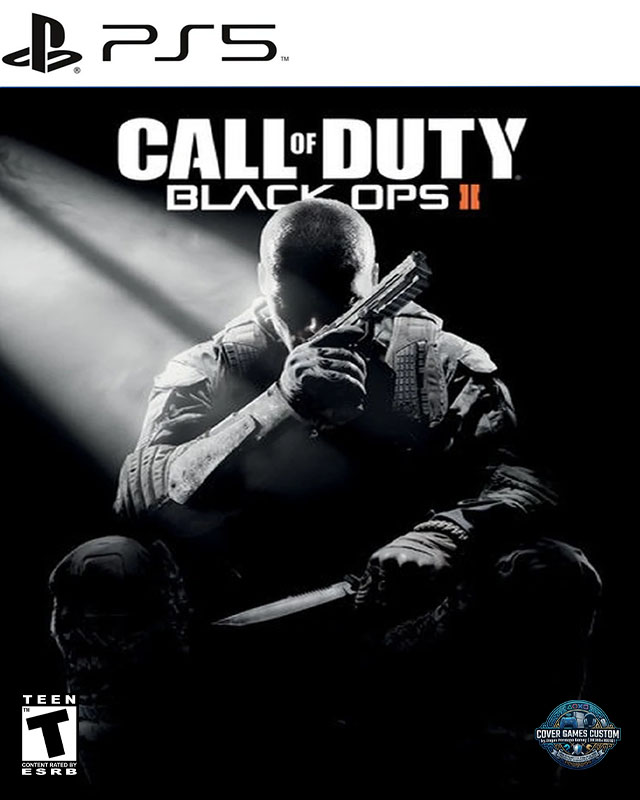 PS5
CALL OF DUTY
BLACK OPS II
TEEN
T
CONTENT RATED BY
ESRB
COVER GAMES CUSTOM